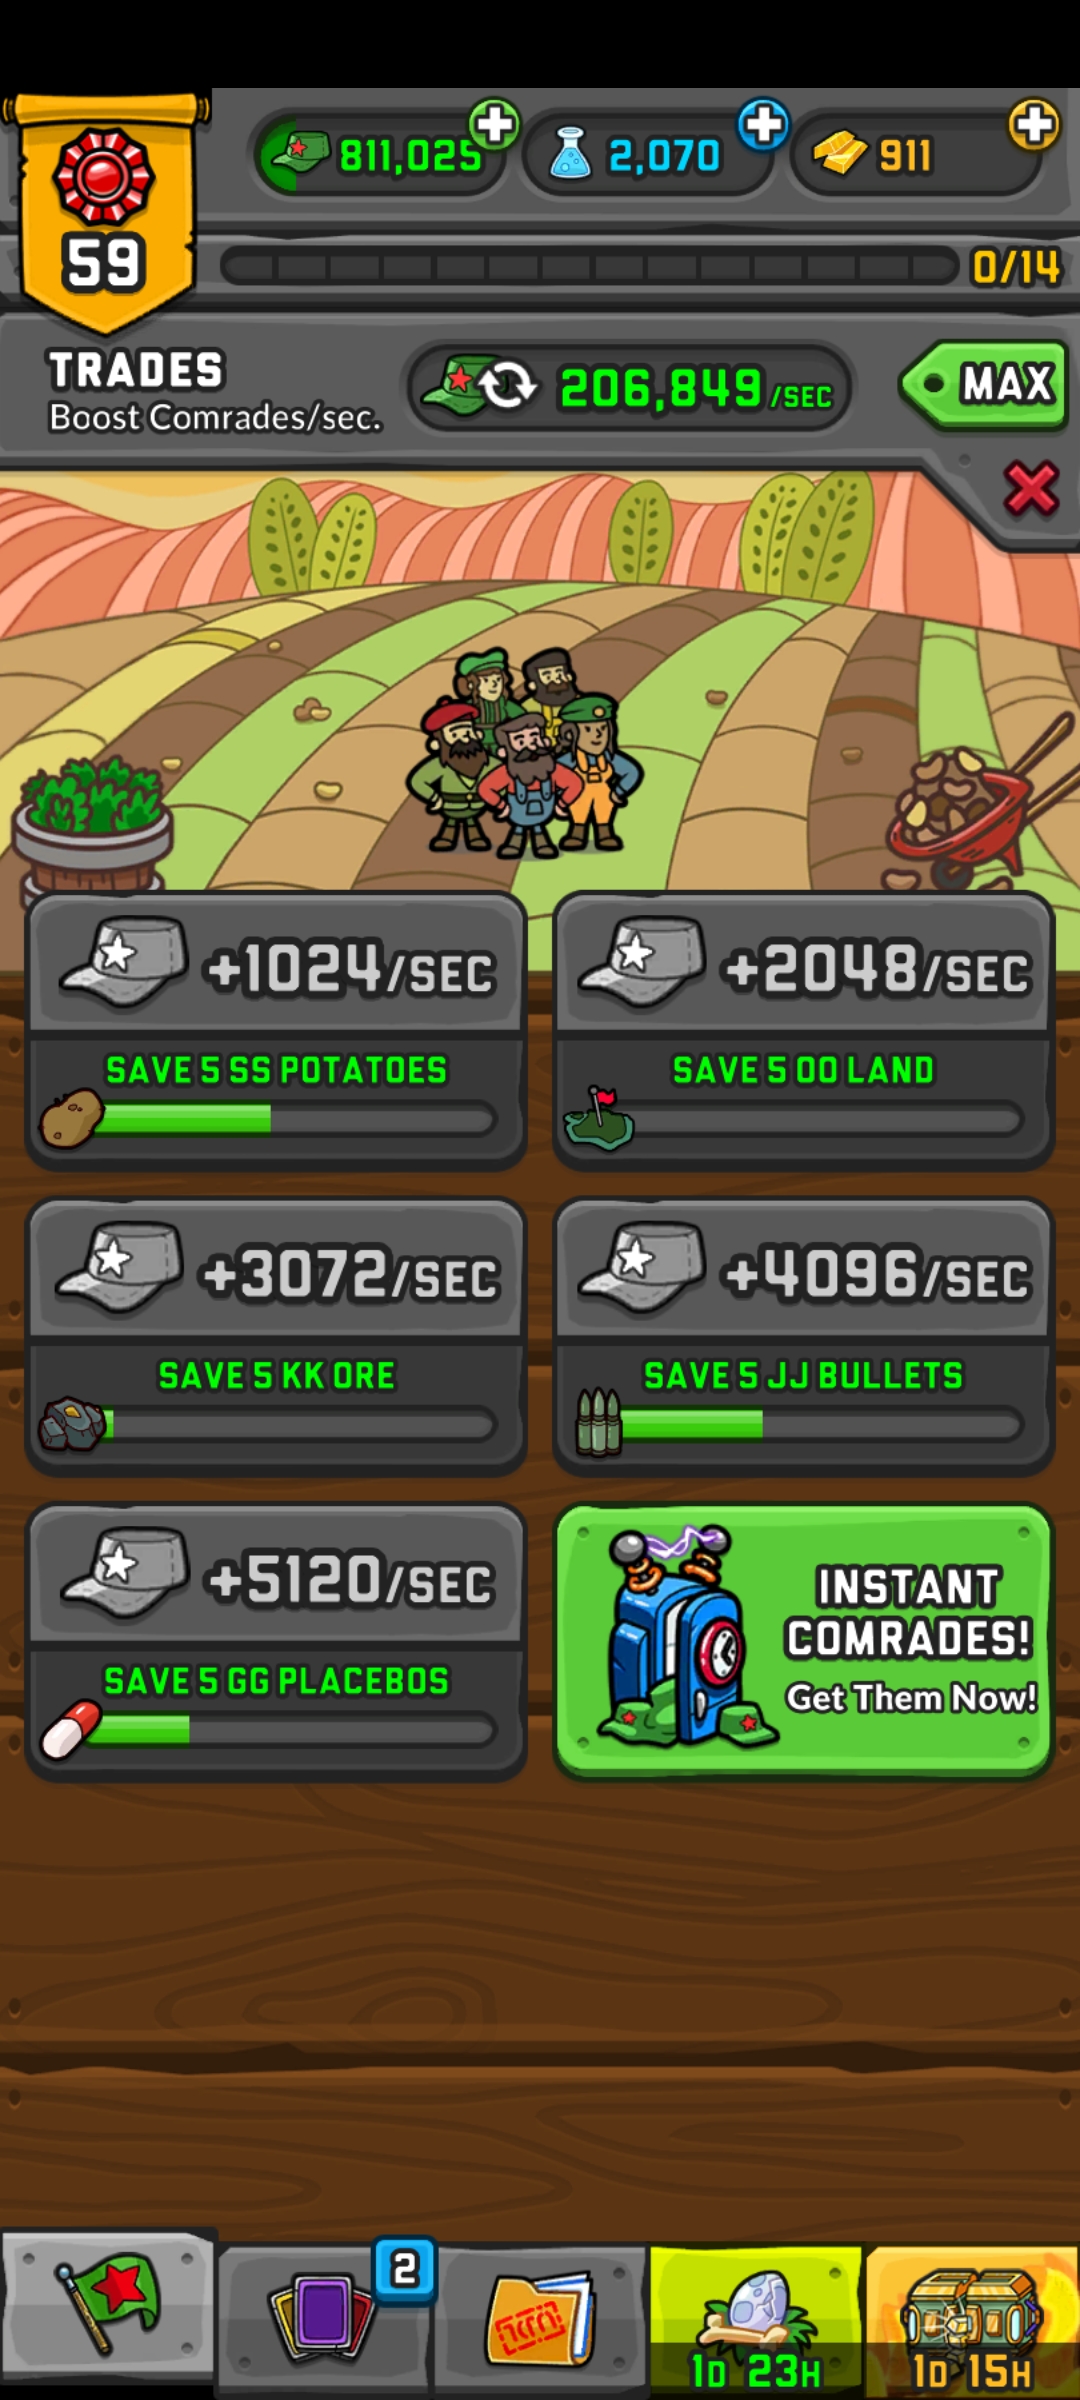 811,025
2,070
911
59
0/14
TRADES
Boost Comrades/sec.
206,849/SEC
MAX
+1024/SEC
SAVE 5 SS POTATOES
+2048/SEC
SAVE 5 OO LAND
+3072/SEC
SAVE 5 KK ORE
+4096/SEC
SAVE 5 JJ BULLETS
+5120/SEC
SAVE 5 GG PLACEBOS
INSTANT
COMRADES!
Get Them Now!
2
1D 23H
1D 15H